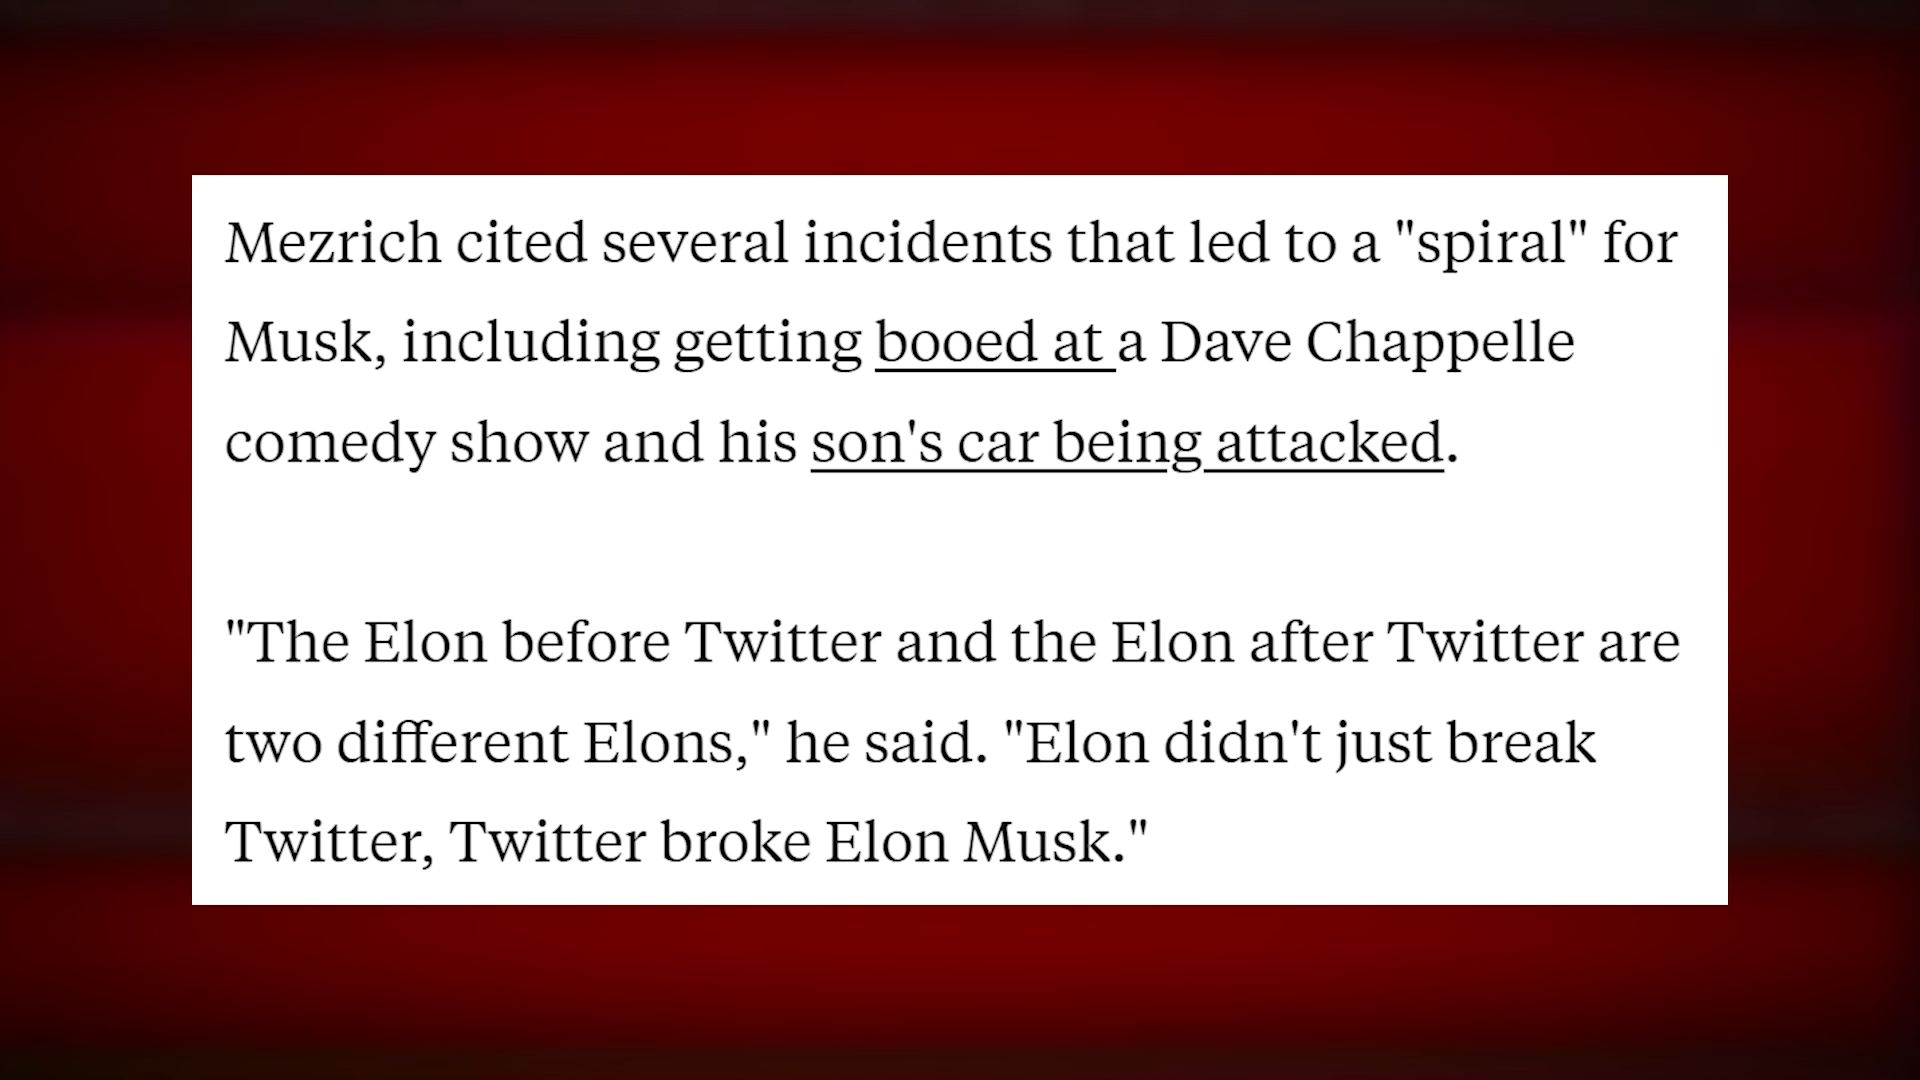 Mezrich cited several incidents that led to a "spiral" for
Musk, including getting booed at a Dave Chappelle
comedy show and his son's car being attacked.
"The Elon before Twitter and the Elon after Twitter are
two different Elons," he said. "Elon didn't just break
Twitter, Twitter broke Elon Musk."